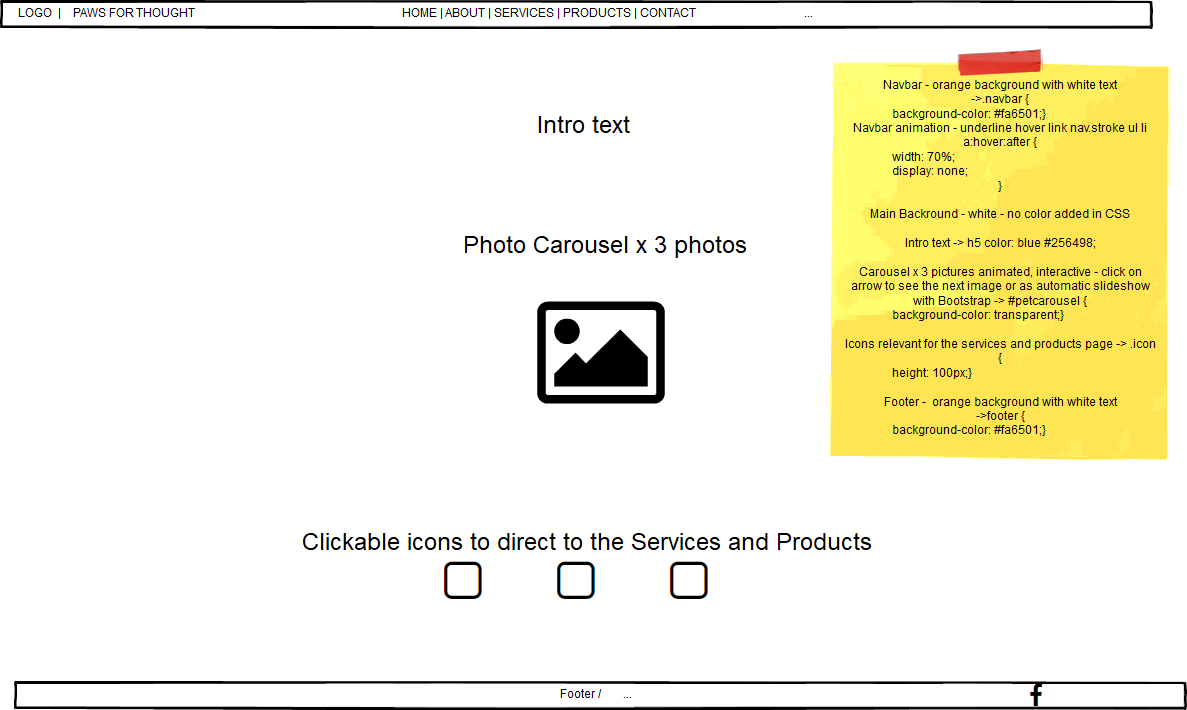 LOGO | PAWS FOR THOUGHT HOME | ABOUT | SERVICES | PRODUCTS | CONTACT ...
Intro text
Photo Carousel x 3 photos
Clickable icons to direct to the Services and Products
Navbar - orange background with white text
->.navbar {
background-color: #fa6501;}
Navbar animation - underline hover link nav.stroke ul li
a:hover:after {
width: 70%;
display: none;
}
Main Backround - white - no color added in CSS
Intro text -> h5 color: blue #256498;
Carousel x 3 pictures animated, interactive - click on
arrow to see the next image or as automatic slideshow
with Bootstrap -> #petcarousel {
background-color: transparent;}
Icons relevant for the services and products page -> .icon
{
height: 100px;}
Footer - orange background with white text
->footer {
background-color: #fa6501;}
Footer / ...